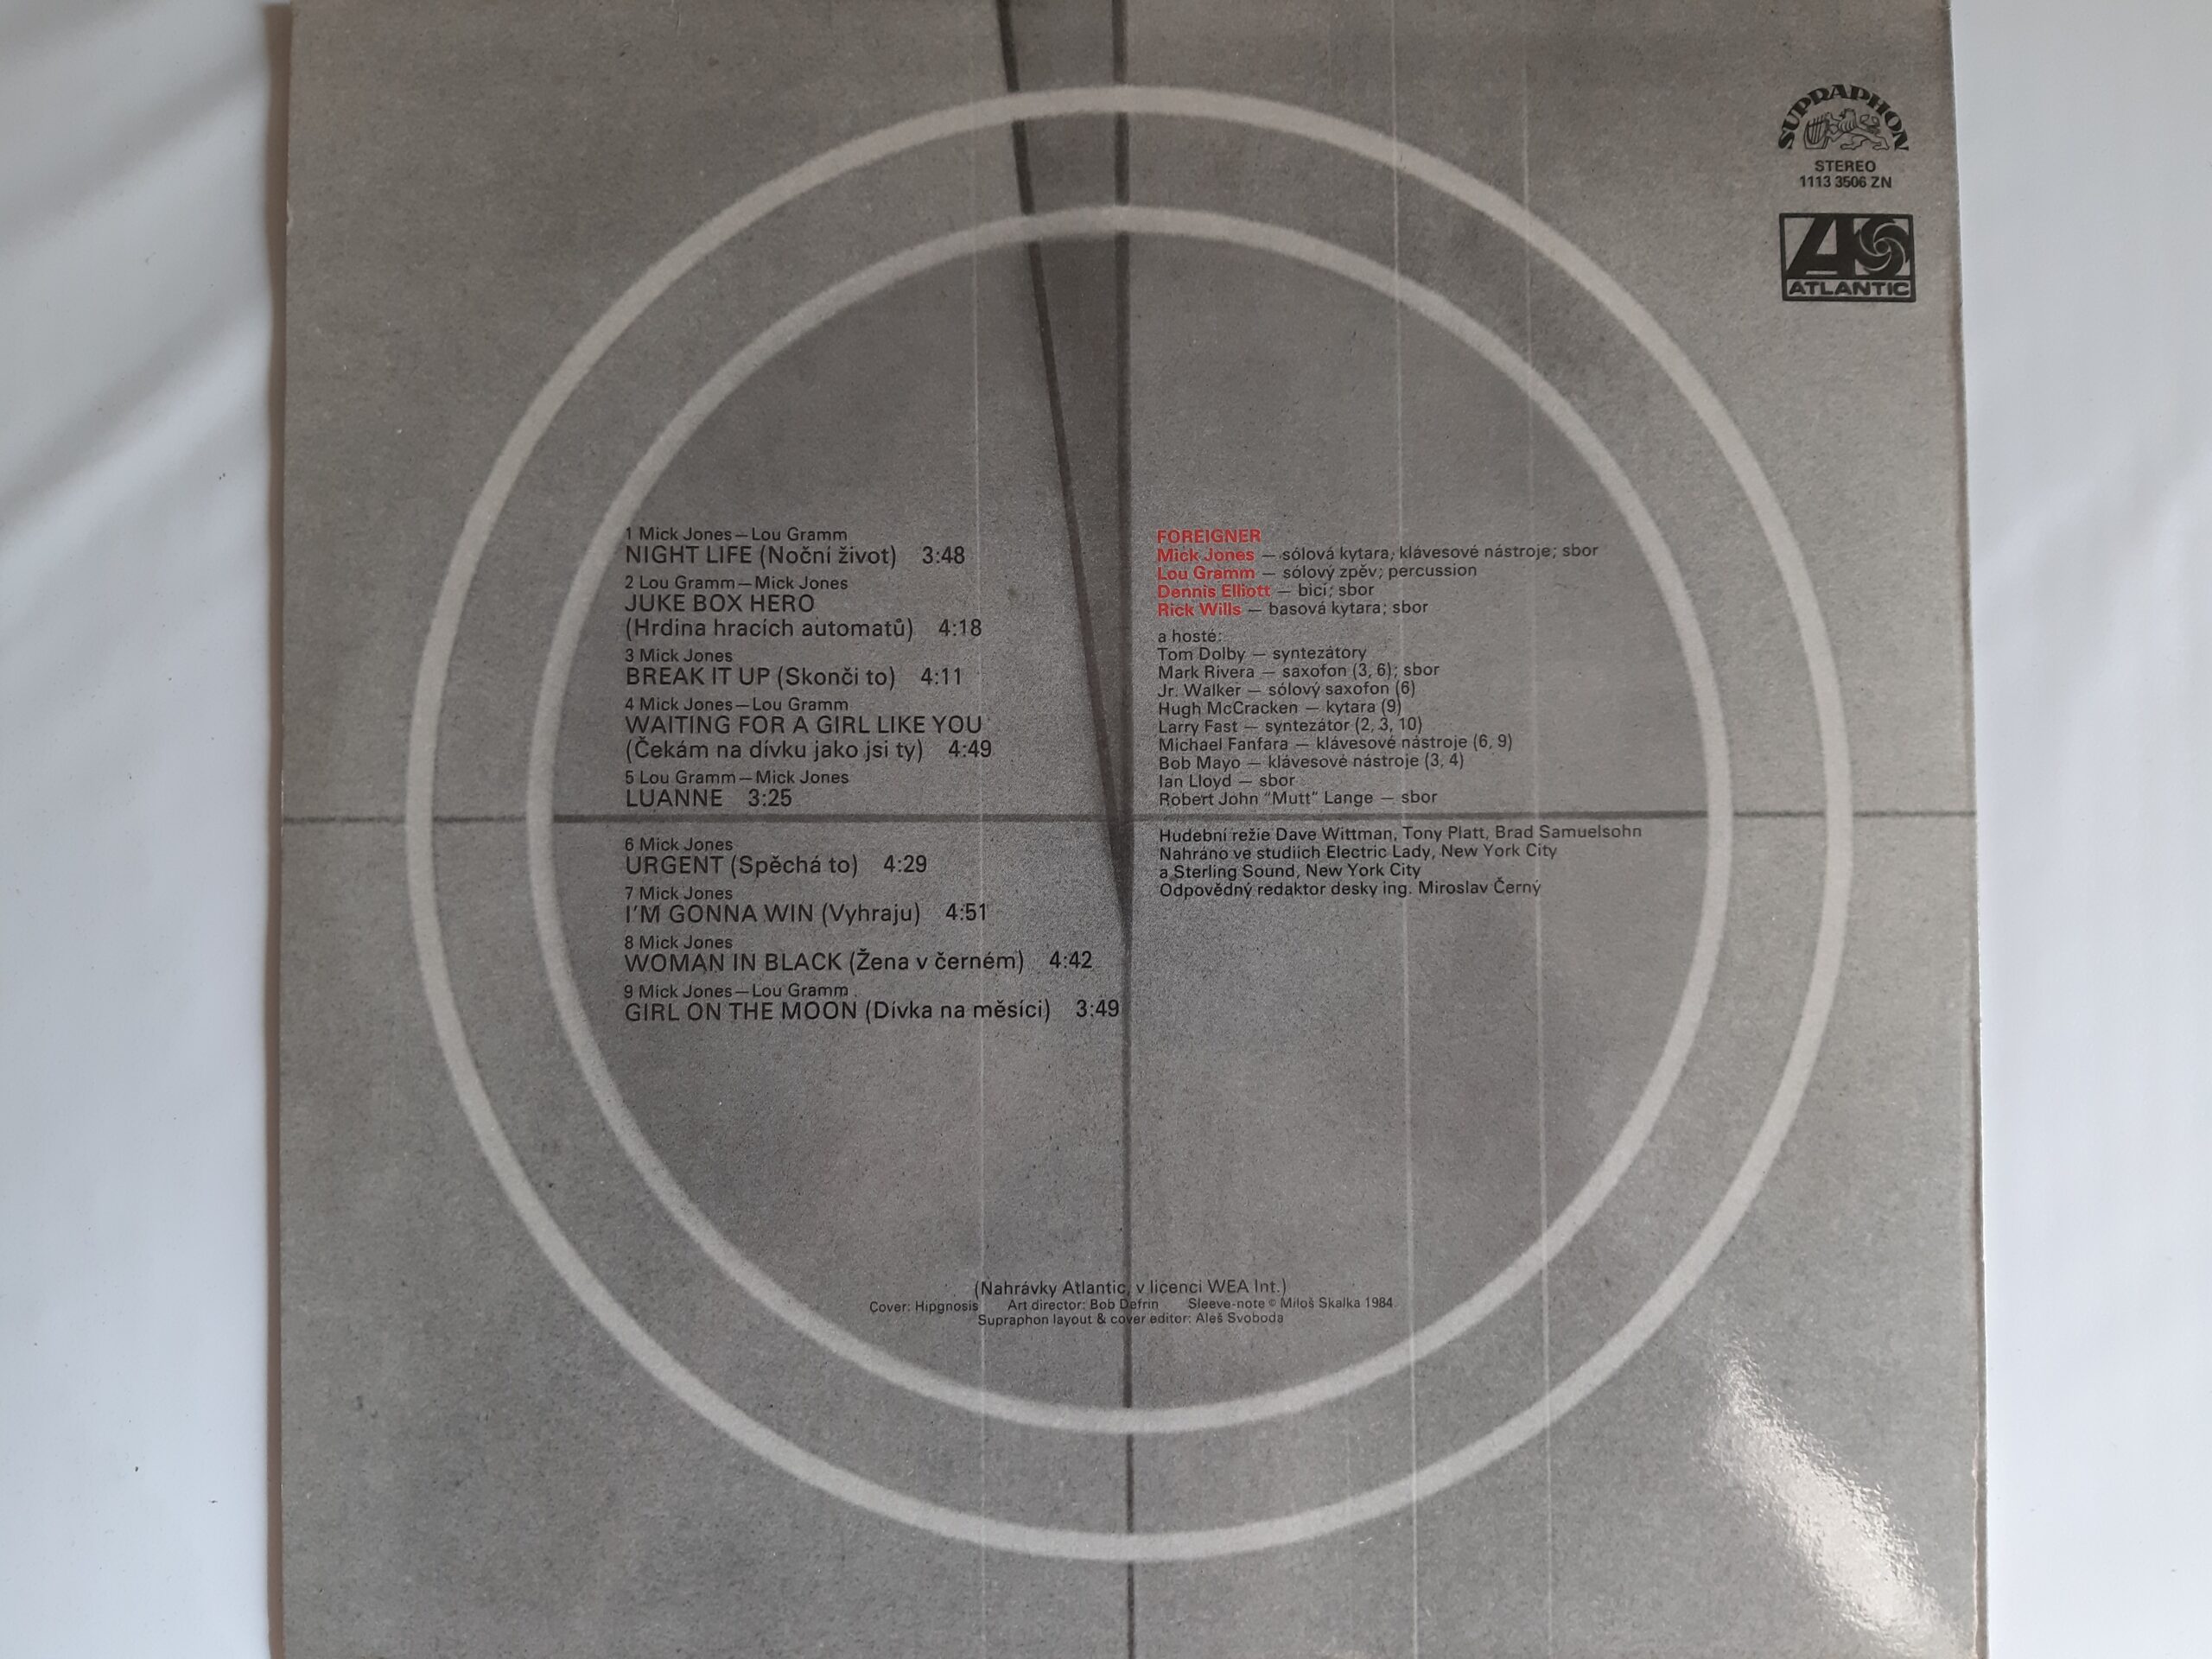 SUPRAPHON
STEREO
1113 3506 ZN
ATLANTIC
1 Mick Jones—Lou Gramm
NIGHT LIFE (Noční život) 3:48
2 Lou Gramm—Mick Jones
JUKE BOX HERO
(Hrdina hracích automatů) 4:18
3 Mick Jones
BREAK IT UP (Skonči to) 4:11
4 Mick Jones—Lou Gramm
WAITING FOR A GIRL LIKE YOU
(Čekám na dívku jako jsi ty) 4:49
5 Lou Gramm—Mick Jones
LUANNE 3:25
6 Mick Jones
URGENT (Spěchá to) 4:29
7 Mick Jones
I'M GONNA WIN (Vyhraju) 4:51
8 Mick Jones
WOMAN IN BLACK (Žena v černém) 4:42
9 Mick Jones—Lou Gramm
GIRL ON THE MOON (Dívka na měsíci) 3:49
FOREIGNER
Mick Jones — sólová kytara; klávesové nástroje; sbor
Lou Gramm — sólový zpěv; percussion
Dennis Elliott — bicí; sbor
Rick Wills — basová kytara; sbor
a hosté:
Tom Dolby — syntezátory
Mark Rivera — saxofon (3, 6); sbor
Jr. Walker — sólový saxofon (6)
Hugh McCracken — kytara (9)
Larry Fast — syntezátor (2, 3, 10)
Michael Fanfara — klávesové nástroje (6, 9)
Bob Mayo — klávesové nástroje (3, 4)
Ian Lloyd — sbor
Robert John "Mutt" Lange — sbor
Hudební režie Dave Wittman, Tony Platt, Brad Samuelsohn
Nahráno ve studiích Electric Lady, New York City
a Sterling Sound, New York City
Odpovědný redaktor desky ing. Miroslav Černý
(Nahrávky Atlantic, v licenci WEA Int.)
Cover: Hipgnosis Art director: Bob Defrin Sleeve-note © Miloš Skalka 1984
Supraphon layout & cover editor: Aleš Svoboda